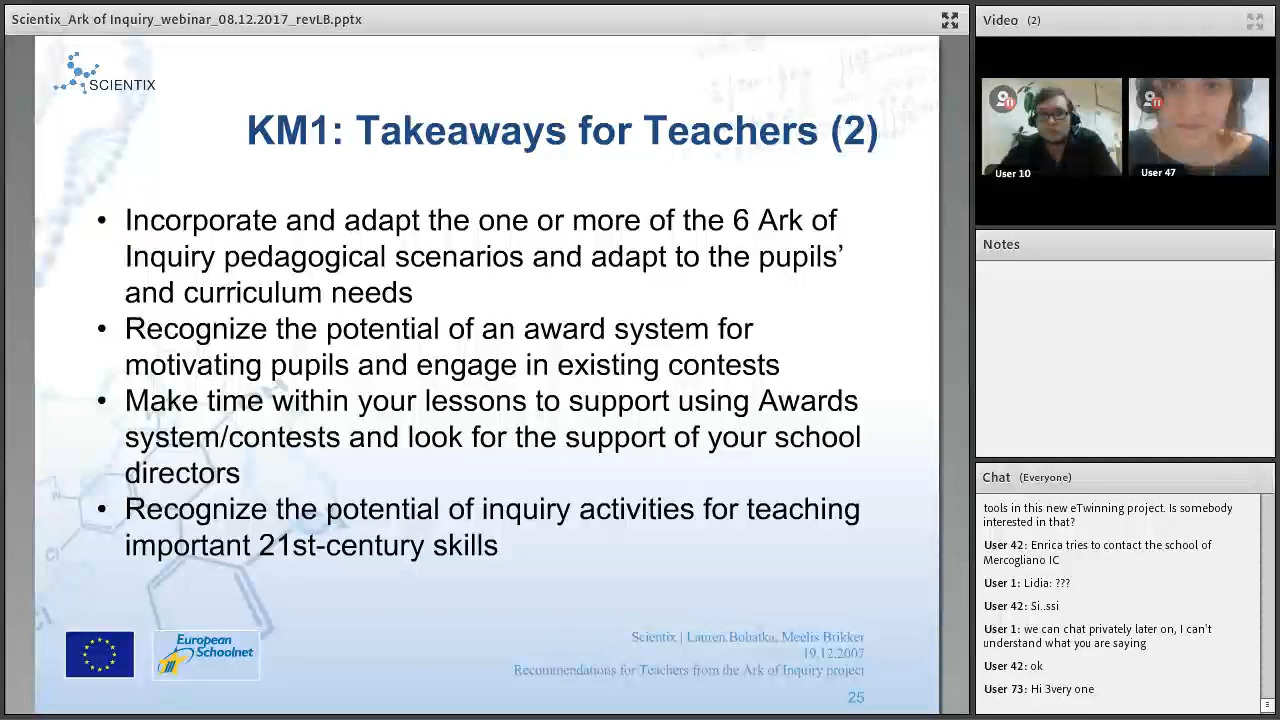 Scientix_Ark of Inquiry_webinar_08.12.2017_revLB.pptx
SCIENTIX
KM1: Takeaways for Teachers (2)
• Incorporate and adapt the one or more of the 6 Ark of
Inquiry pedagogical scenarios and adapt to the pupils’
and curriculum needs
• Recognize the potential of an award system for
motivating pupils and engage in existing contests
• Make time within your lessons to support using Awards
system/contests and look for the support of your school
directors
• Recognize the potential of inquiry activities for teaching
important 21st-century skills
European
Schoolnet
Scientix | Lauren Bohatka, Meelis Brikker
19.12.2007
Recommendations for Teachers from the Ark of Inquiry project
25
Video (2)
User 10
User 47
Notes
Chat (Everyone)
tools in this new eTwinning project. Is somebody
interested in that?
User 42: Enrica tries to contact the school of
Mercogliano IC
User 1: Lidia: ???
User 42: Si..ssi
User 1: we can chat privately later on, I can't
understand what you are saying
User 42: ok
User 73: Hi 3very one